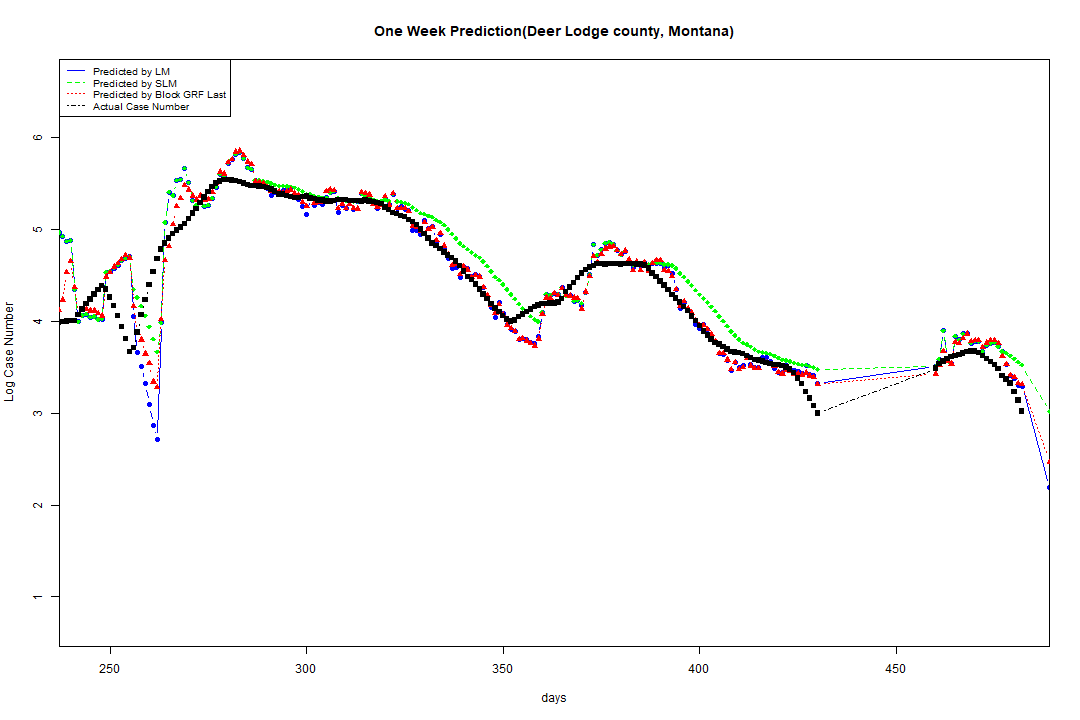 One Week Prediction(Deer Lodge county, Montana)
Predicted by LM
Predicted by SLM
Predicted by Block GRF Last
Actual Case Number
6
5
4
3
2
1
Log Case Number
250 300 350 400 450
days